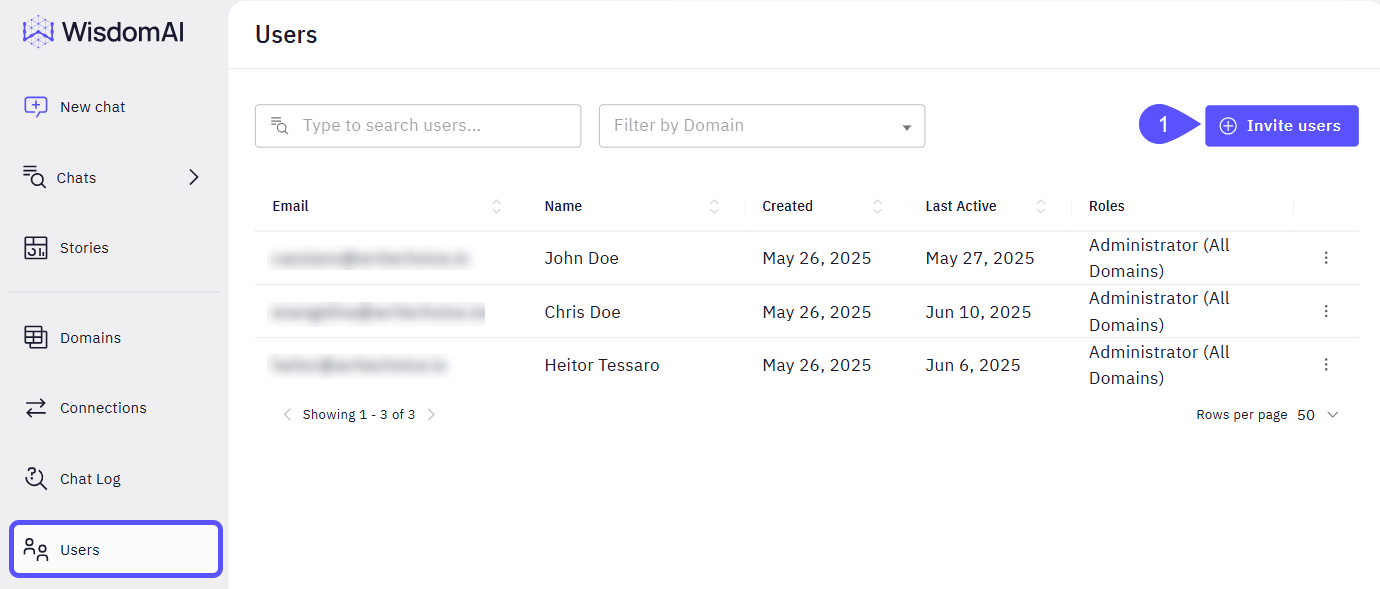 WisdomAI
New chat
Chats
Stories
Domains
Connections
Chat Log
Users
Users
Type to search users...
Filter by Domain
1
Invite users
Email Name Created Last Active Roles
John Doe May 26, 2025 May 27, 2025 Administrator (All
Domains)
Chris Doe May 26, 2025 Jun 10, 2025 Administrator (All
Domains)
Heitor Tessaro May 26, 2025 Jun 6, 2025 Administrator (All
Domains)
Showing 1 - 3 of 3
Rows per page 50